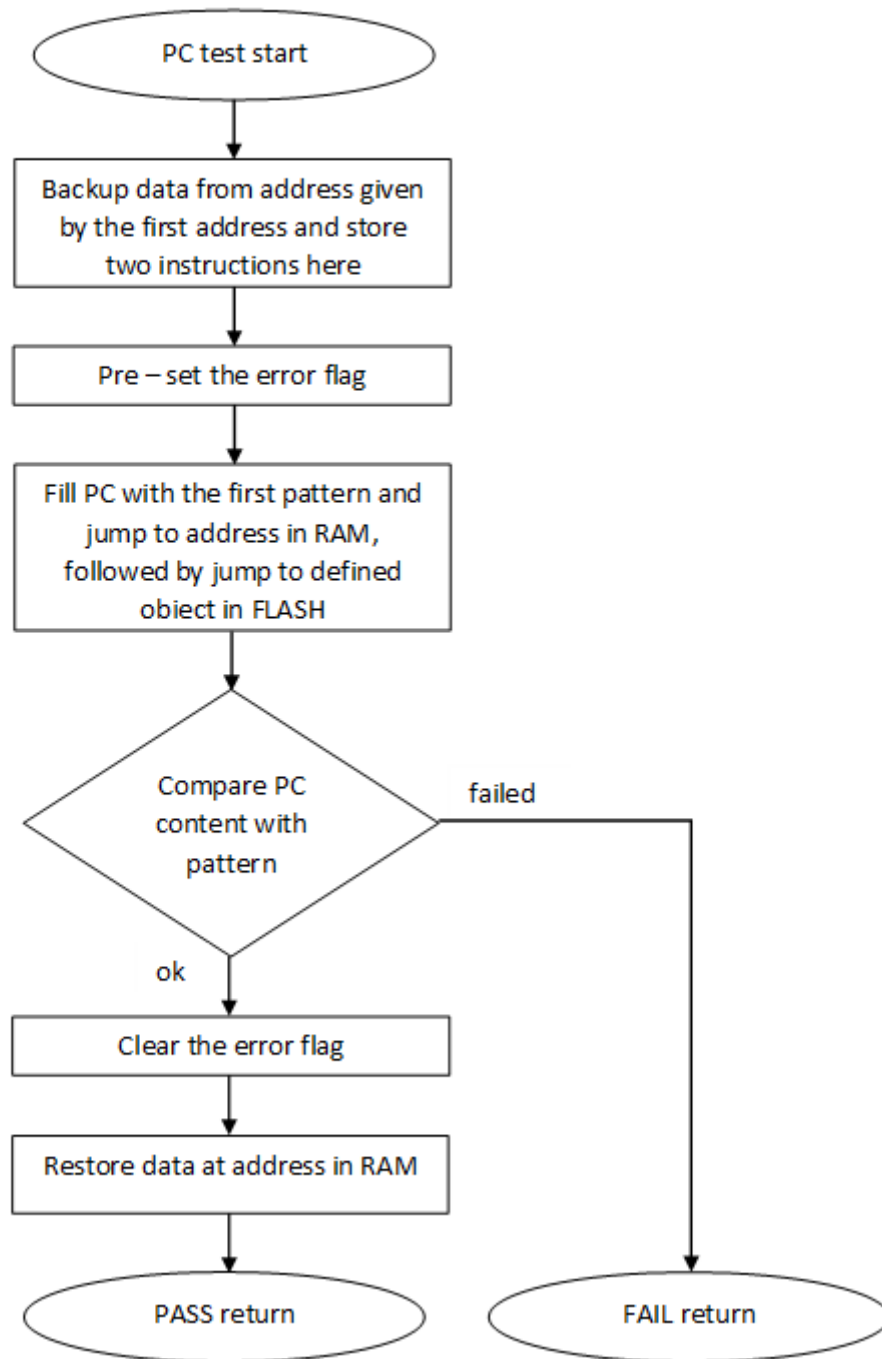 PC test start
Backup data from address given
by the first address and store
two instructions here
Pre – set the error flag
Fill PC with the first pattern and
jump to address in RAM,
followed by jump to defined
object in FLASH
Compare PC
content with
pattern
failed
ok
Clear the error flag
Restore data at address in RAM
PASS return
FAIL return